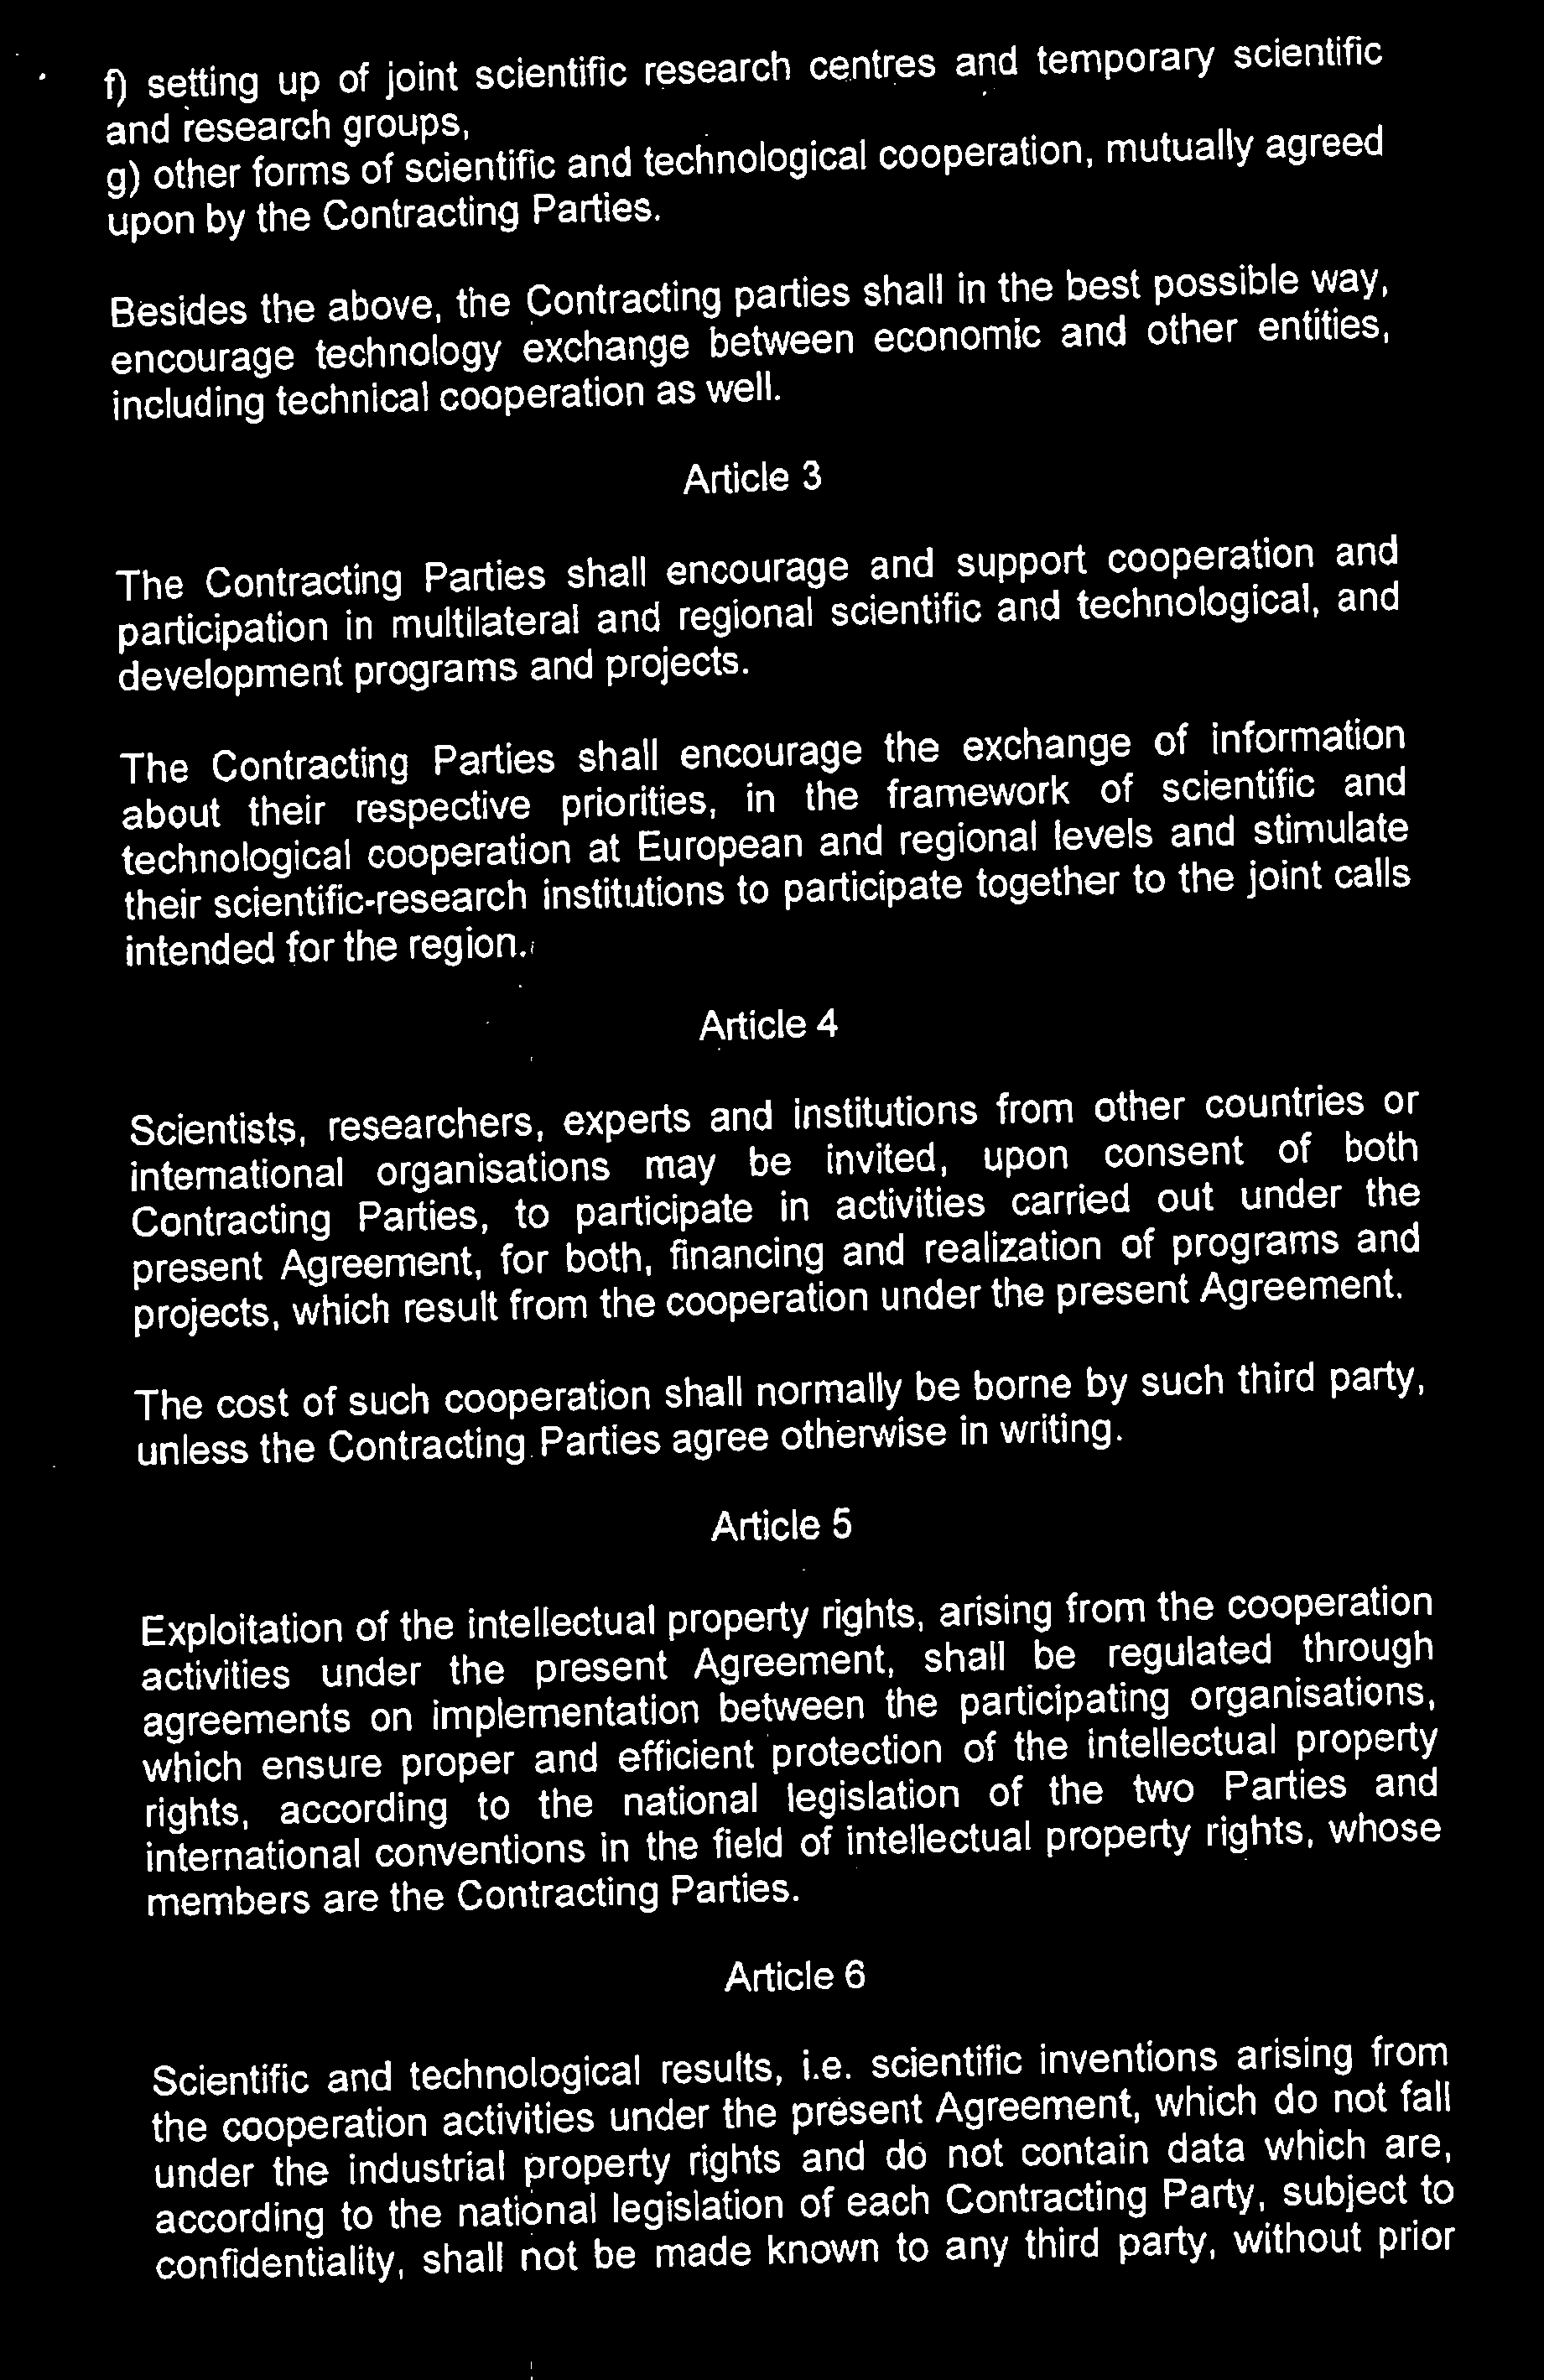 f) setting up of joint scientific research centres and temporary scientific
and research groups,
g) other forms of scientific and technological cooperation, mutually agreed
upon by the Contracting Parties.
Besides the above, the Contracting parties shall in the best possible way,
encourage technology exchange between economic and other entities,
including technical cooperation as well.
Article 3
The Contracting Parties shall encourage and support cooperation and
participation in multilateral and regional scientific and technological, and
development programs and projects.
The Contracting Parties shall encourage the exchange of information
about their respective priorities, in the framework of scientific and
technological cooperation at European and regional levels and stimulate
their scientific-research institutions to participate together to the joint calls
intended for the region.
Article 4
Scientists, researchers, experts and institutions from other countries or
international organisations may be invited, upon consent of both
Contracting Parties, to participate in activities carried out under the
present Agreement, for both, financing and realization of programs and
projects, which result from the cooperation under the present Agreement.
The cost of such cooperation shall normally be borne by such third party,
unless the Contracting Parties agree otherwise in writing.
Article 5
Exploitation of the intellectual property rights, arising from the cooperation
activities under the present Agreement, shall be regulated through
agreements on implementation between the participating organisations,
which ensure proper and efficient protection of the intellectual property
rights, according to the national legislation of the two Parties and
international conventions in the field of intellectual property rights, whose
members are the Contracting Parties.
Article 6
Scientific and technological results, i.e. scientific inventions arising from
the cooperation activities under the present Agreement, which do not fall
under the industrial property rights and do not contain data which are,
according to the national legislation of each Contracting Party, subject to
confidentiality, shall not be made known to any third party, without prior